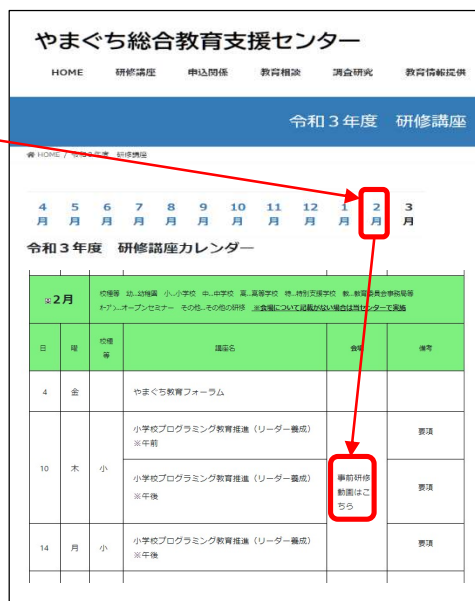 やまぐち総合教育支援センター
HOME 研修講座 申込関係 教育相談 調査研究 教育情報提供
令和３年度 研修講座
HOME / 令和３年度 研修講座
4月 5月 6月 7月 8月 9月 10月 11月 12月 1月 2月 3月
令和３年度 研修講座カレンダー
2月
校種等 幼…幼稚園 小…小学校 中…中学校 高…高等学校 特…特別支援学校 教…教育委員会事務局等
ｵｰﾌﾟﾝ…オープンセミナー その他…その他の研修 ※会場について記載がない場合は当センターで実施
日 曜 校種等 講座名 会場 備考
4 金 やまぐち教育フォーラム
10 木 小
小学校プログラミング教育推進（リーダー養成）
※午前
要項
小学校プログラミング教育推進（リーダー養成）
※午後
要項
事前研修
動画はこ
ちら
14 月 小
小学校プログラミング教育推進（リーダー養成）
※午後
要項